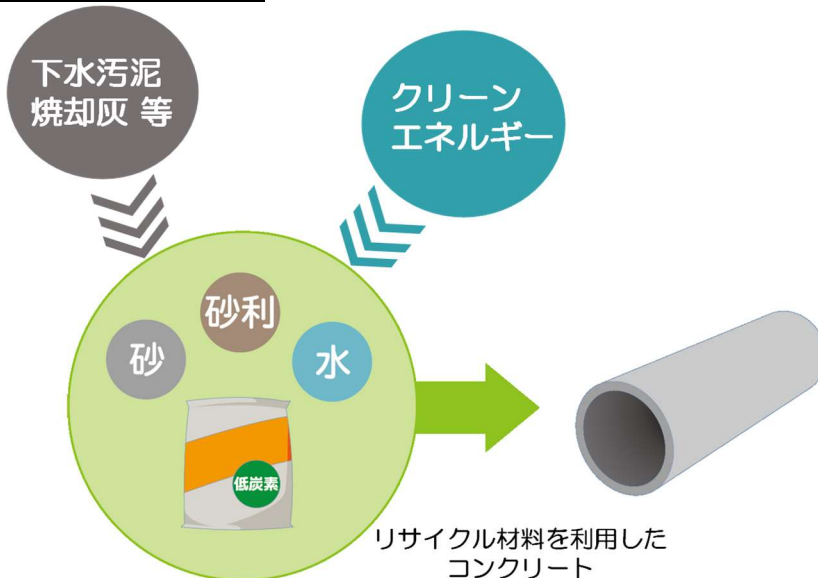 下水汚泥
焼却灰 等
クリーン
エネルギー
砂利
砂
水
低炭素
リサイクル材料を利用した
コンクリート